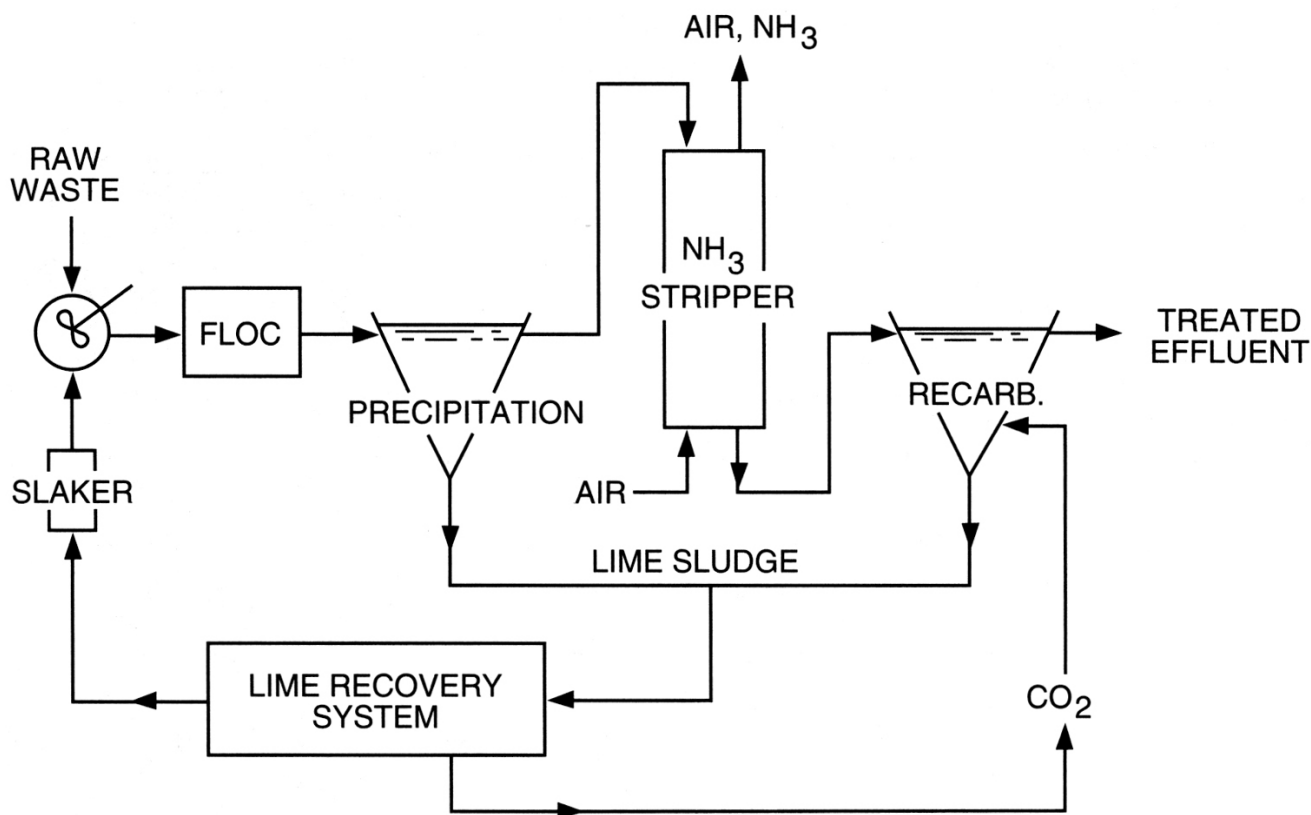 AIR, NH3
RAW
WASTE
NH3
STRIPPER
FLOC
TREATED
EFFLUENT
PRECIPITATION
RECARB.
SLAKER
AIR
LIME SLUDGE
LIME RECOVERY
SYSTEM
CO2